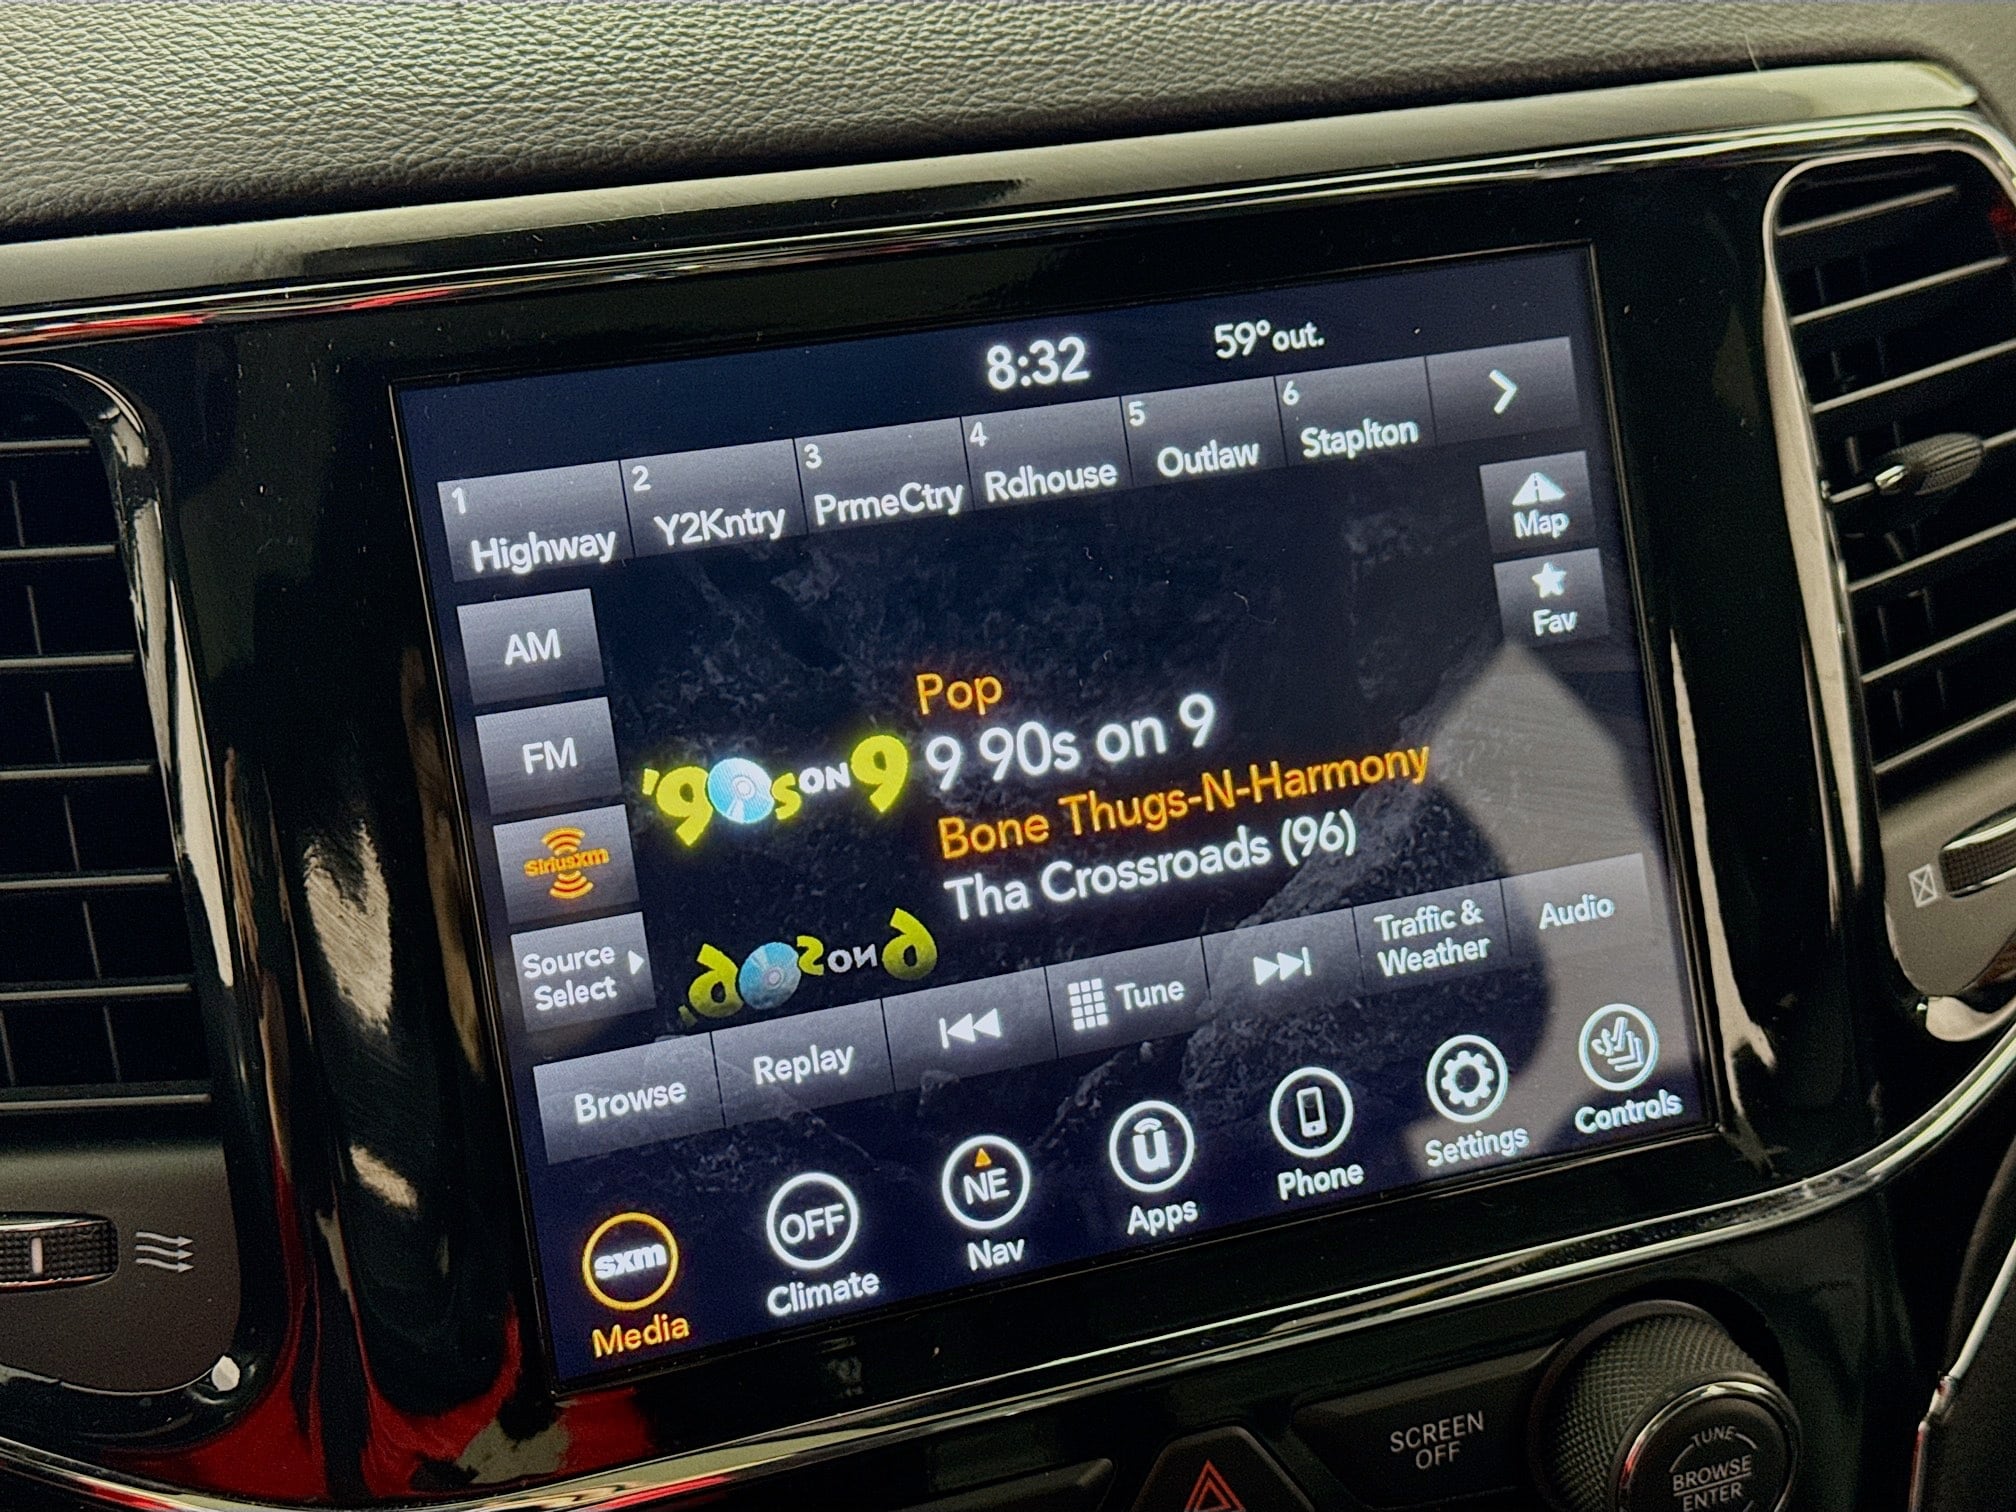 8:32
59°out.
1
Highway
2
Y2Kntry
3
PrmeCtry
4
Rdhouse
5
Outlaw
6
Staplton
Map
Fav
AM
FM
SiriusXm
Source
Select
'90s ON 9
Pop
9 90s on 9
Bone Thugs-N-Harmony
Tha Crossroads (96)
'90s ON 9
Browse
Replay
Tune
Traffic &
Weather
Audio
sxm
Media
OFF
Climate
NE
Nav
u
Apps
Phone
Settings
Controls
SCREEN
OFF
TUNE
BROWSE
ENTER